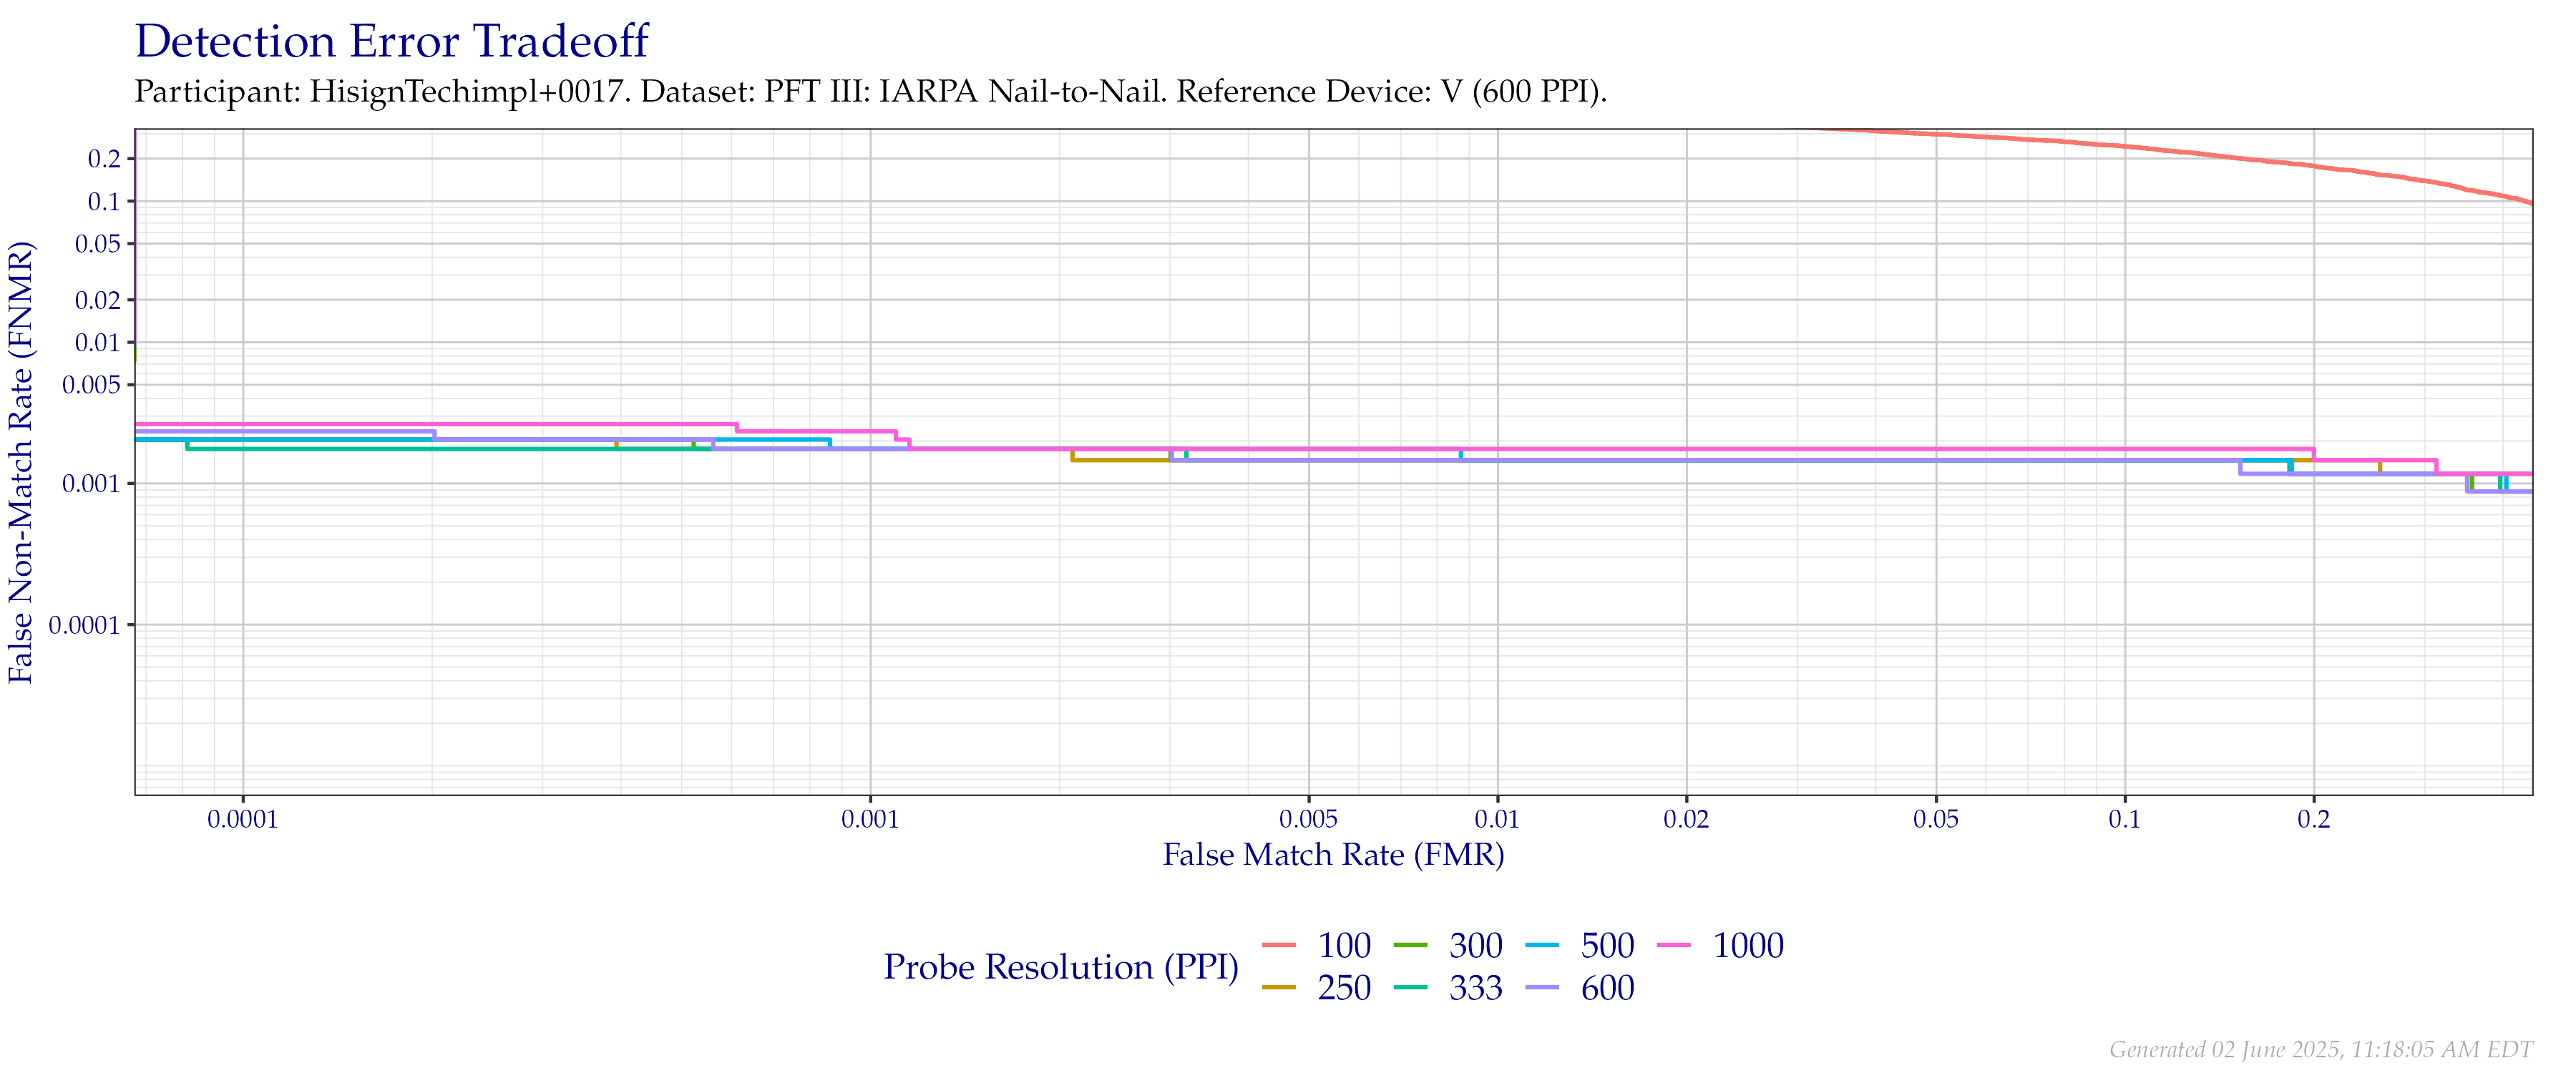 Detection Error Tradeoff
Participant: HisignTechimpl+0017. Dataset: PFT III: IARPA Nail-to-Nail. Reference Device: V (600 PPI).
False Non-Match Rate (FNMR)
0.2
0.1
0.05
0.02
0.01
0.005
0.001
0.0001
0.0001 0.001 0.005 0.01 0.02 0.05 0.1 0.2
False Match Rate (FMR)
Probe Resolution (PPI)
100 300 500 1000
250 333 600
Generated 02 June 2025, 11:18:05 AM EDT